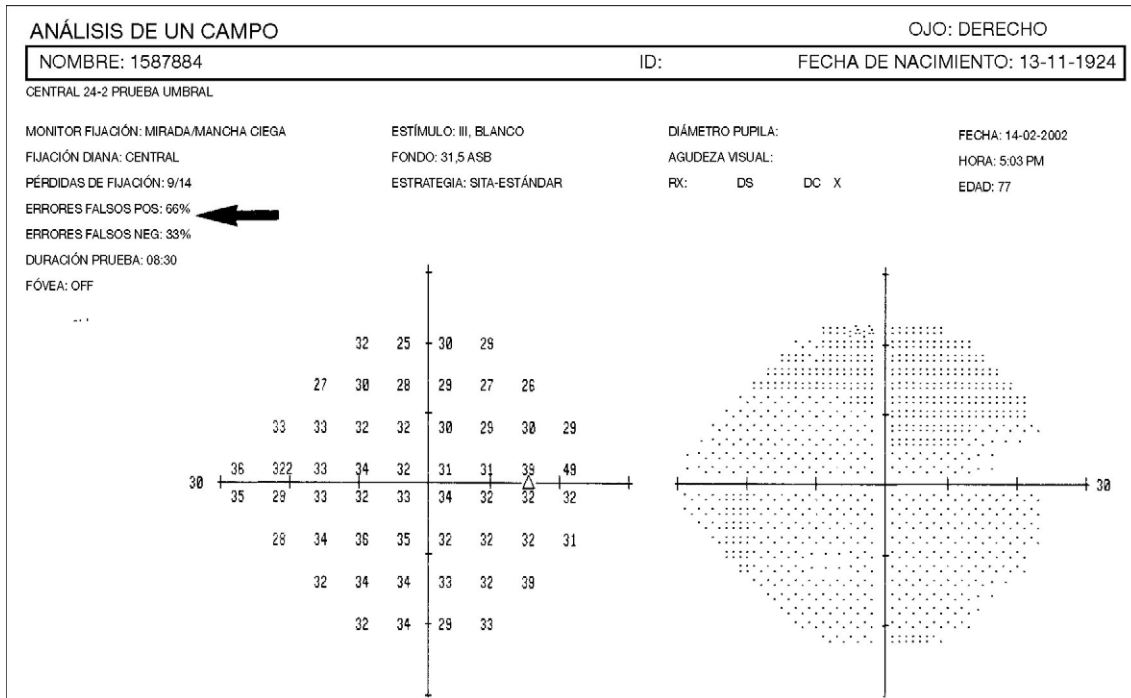 ANÁLISIS DE UN CAMPO
OJO: DERECHO
NOMBRE: 1587884 ID: FECHA DE NACIMIENTO: 13-11-1924
CENTRAL 24-2 PRUEBA UMBRAL
MONITOR FIJACIÓN: MIRADA/MANCHA CIEGA
FIJACIÓN DIANA: CENTRAL
PÉRDIDAS DE FIJACIÓN: 9/14
ERRORES FALSOS POS: 66%
ERRORES FALSOS NEG: 33%
DURACIÓN PRUEBA: 08:30
FÓVEA: OFF
ESTÍMULO: III, BLANCO
FONDO: 31,5 ASB
ESTRATEGIA: SITA-ESTÁNDAR
DIÁMETRO PUPILA:
AGUDEZA VISUAL:
RX: DS DC X
FECHA: 14-02-2002
HORA: 5:03 PM
EDAD: 77
32 25 30 29
27 30 28 29 27 26
33 33 32 32 30 29 30 29
36 322 33 34 32 31 31 39 49
30
35 29 33 32 33 34 32 32 32
28 34 36 35 32 32 32 31
32 34 34 33 32 39
32 34 29 33
30